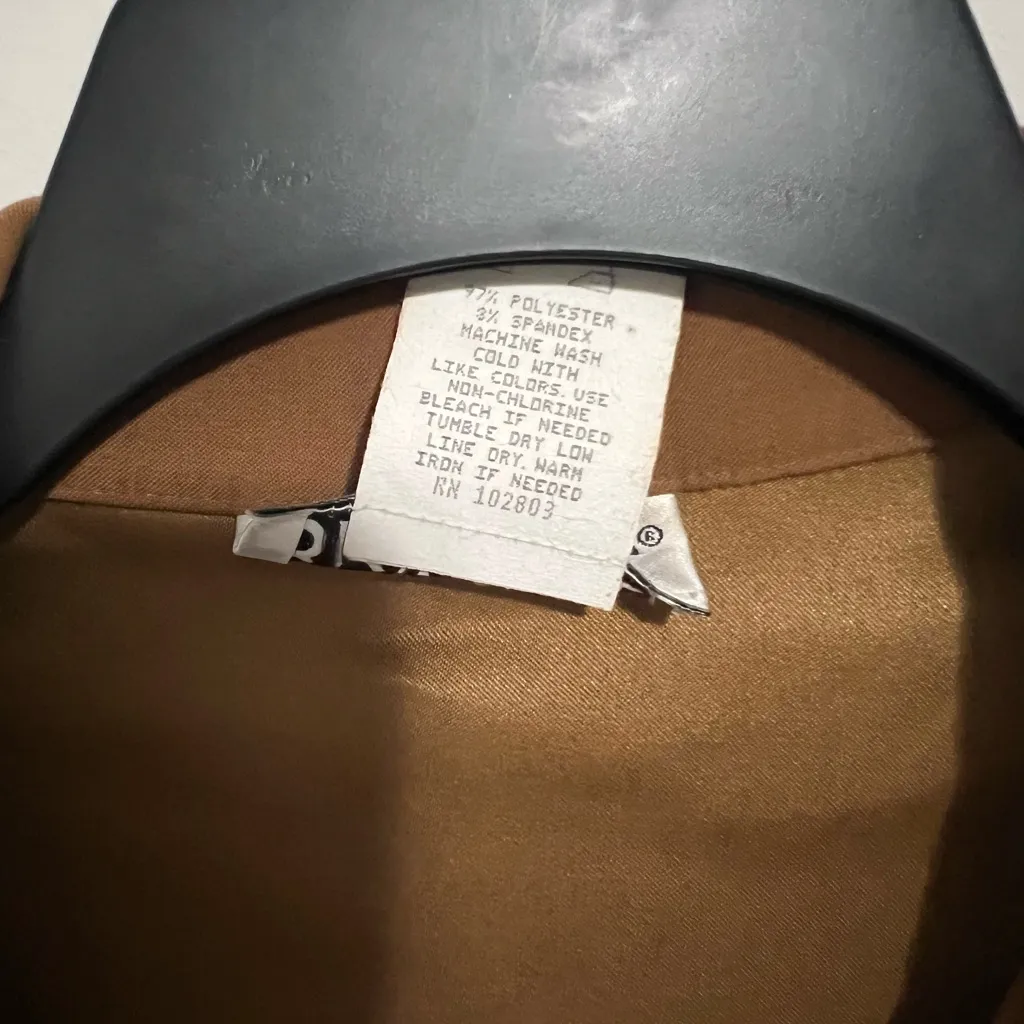 97% POLYESTER
3% SPANDEX
MACHINE WASH
COLD WITH
LIKE COLORS. USE
NON-CHLORINE
BLEACH IF NEEDED
TUMBLE DRY LOW
LINE DRY. WARM
IRON IF NEEDED
RN 102803
®